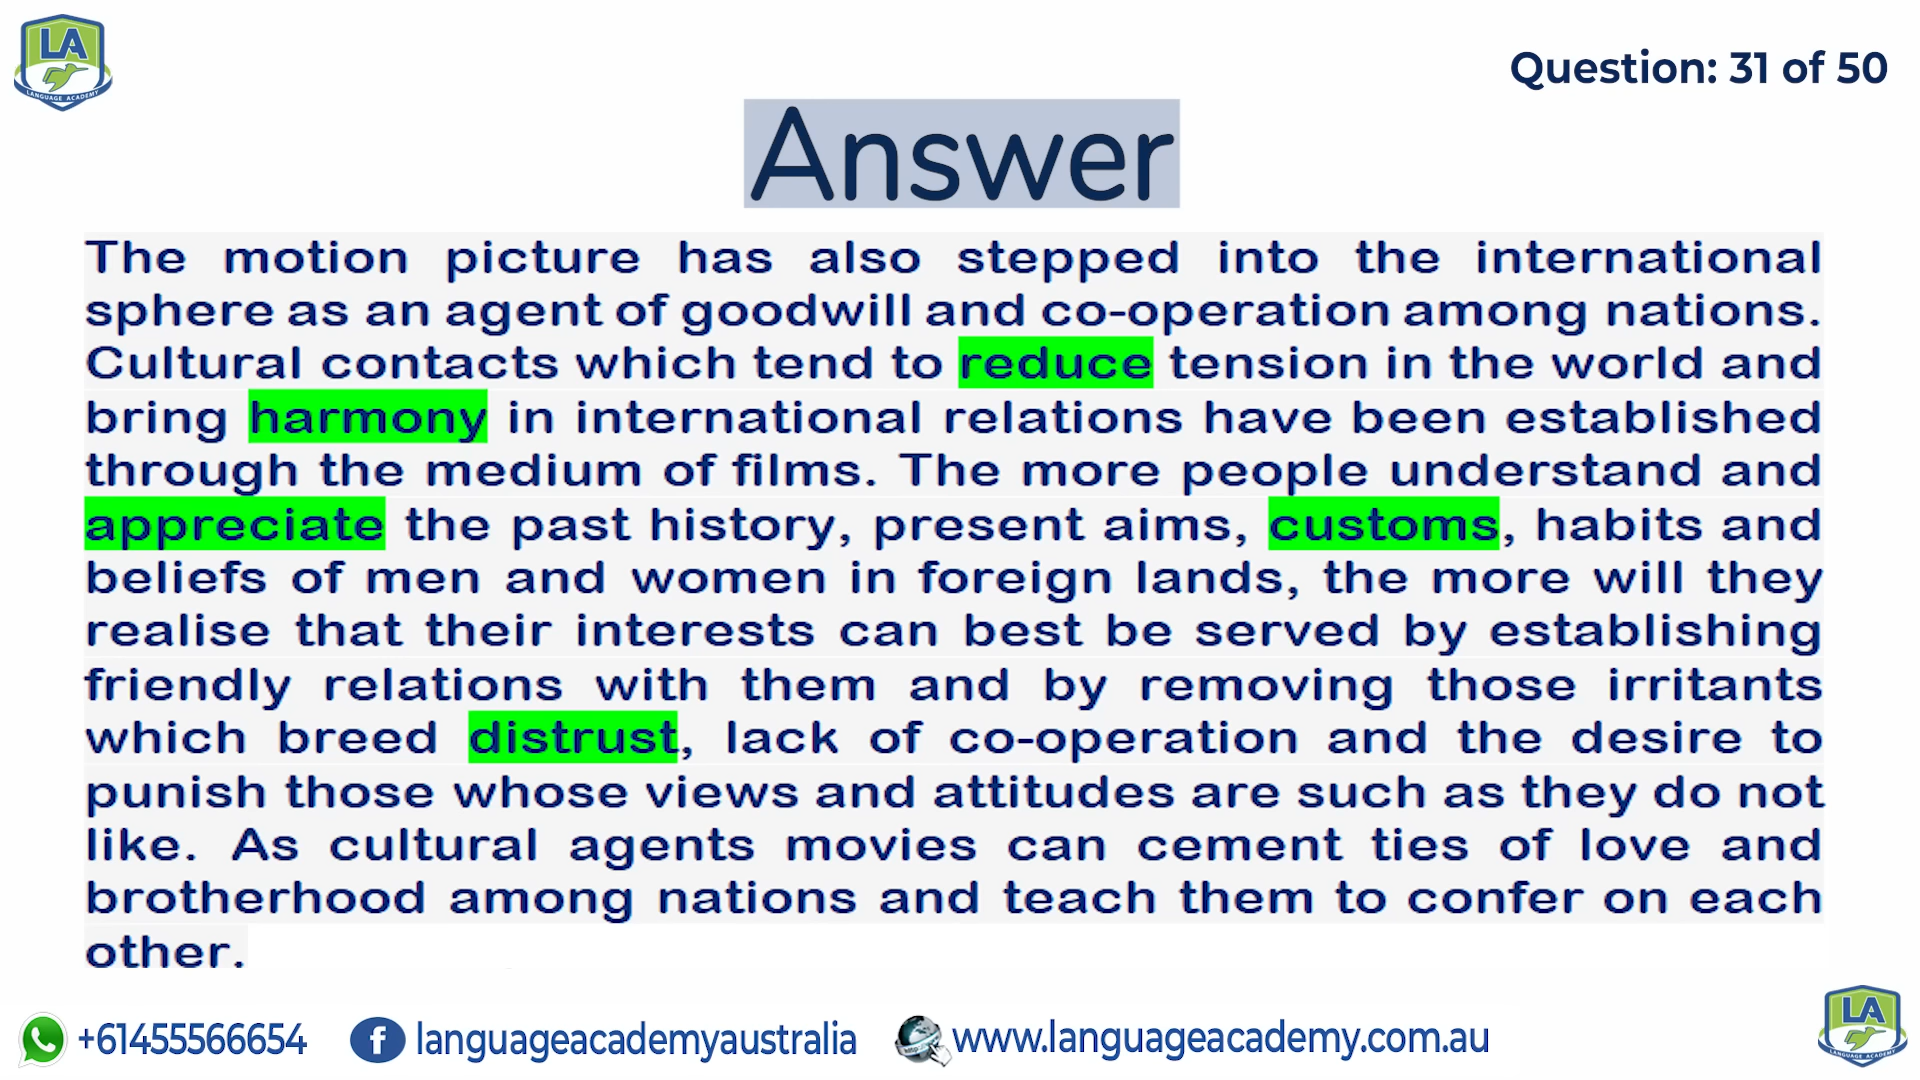 LA
LANGUAGE ACADEMY
Question: 31 of 50
Answer
The motion picture has also stepped into the international
sphere as an agent of goodwill and co-operation among nations.
Cultural contacts which tend to reduce tension in the world and
bring harmony in international relations have been established
through the medium of films. The more people understand and
appreciate the past history, present aims, customs, habits and
beliefs of men and women in foreign lands, the more will they
realise that their interests can best be served by establishing
friendly relations with them and by removing those irritants
which breed distrust, lack of co-operation and the desire to
punish those whose views and attitudes are such as they do not
like. As cultural agents movies can cement ties of love and
brotherhood among nations and teach them to confer on each
other.
+61455566654
f languageacademyaustralia
http:// www.languageacademy.com.au
LA
LANGUAGE ACADEMY